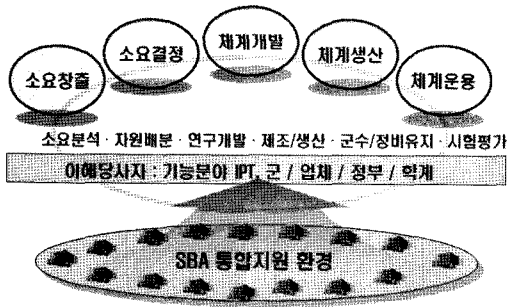 소요창출
소요결정
체계개발
체계생산
체계운용
소요분석 · 자원배분 · 연구개발 · 제조/생산 · 군수/정비유지 · 시험평가
이해당사자 : 기능분야 IPT, 군 / 업체 / 정부 / 학계
SBA 통합지원 환경